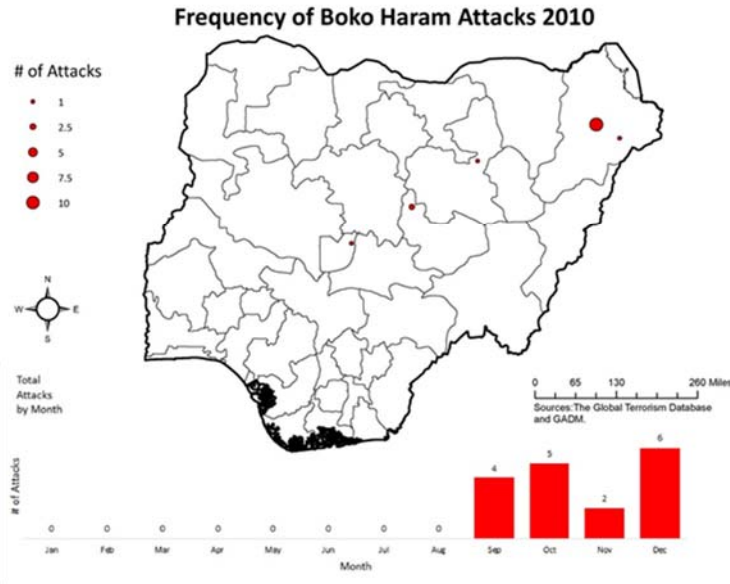 Frequency of Boko Haram Attacks 2010
# of Attacks
1
2.5
5
7.5
10
N
W E
S
Total
Attacks
by Month
0 65 130 260 Miles
Sources:The Global Terrorism Database
and GADM.
# of Attacks
0 0 0 0 0 0 0 0 4 5 2 6
Jan Feb Mar Apr May Jun Jul Aug Sep Oct Nov Dec
Month